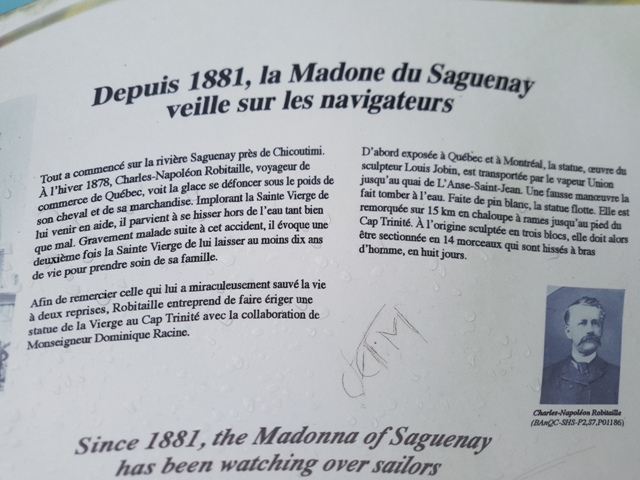 Depuis 1881, la Madone du Saguenay
veille sur les navigateurs
Tout a commencé sur la rivière Saguenay près de Chicoutimi.
À l'hiver 1878, Charles-Napoléon Robitaille, voyageur de
commerce de Québec, voit la glace se défoncer sous le poids de
son cheval et de sa marchandise. Implorant la Sainte Vierge de
lui venir en aide, il parvient à se hisser hors de l'eau tant bien
que mal. Gravement malade suite à cet accident, il évoque une
deuxième fois la Sainte Vierge de lui laisser au moins dix ans
de vie pour prendre soin de sa famille.
Afin de remercier celle qui lui a miraculeusement sauvé la vie
à deux reprises, Robitaille entreprend de faire ériger une
statue de la Vierge au Cap Trinité avec la collaboration de
Monseigneur Dominique Racine.
D'abord exposée à Québec et à Montréal, la statue, œuvre du
sculpteur Louis Jobin, est transportée par le vapeur Union
jusqu'au quai de L'Anse-Saint-Jean. Une fausse manœuvre la
fait tomber à l'eau. Faite de pin blanc, la statue flotte. Elle est
remorquée sur 15 km en chaloupe à rames jusqu'au pied du
Cap Trinité. À l'origine sculptée en trois blocs, elle doit alors
être sectionnée en 14 morceaux qui sont hissés à bras
d'homme, en huit jours.
Charles-Napoléon Robitaille
(BAnQC-SHS-P2,S7,P01186)
Since 1881, the Madonna of Saguenay
has been watching over sailors